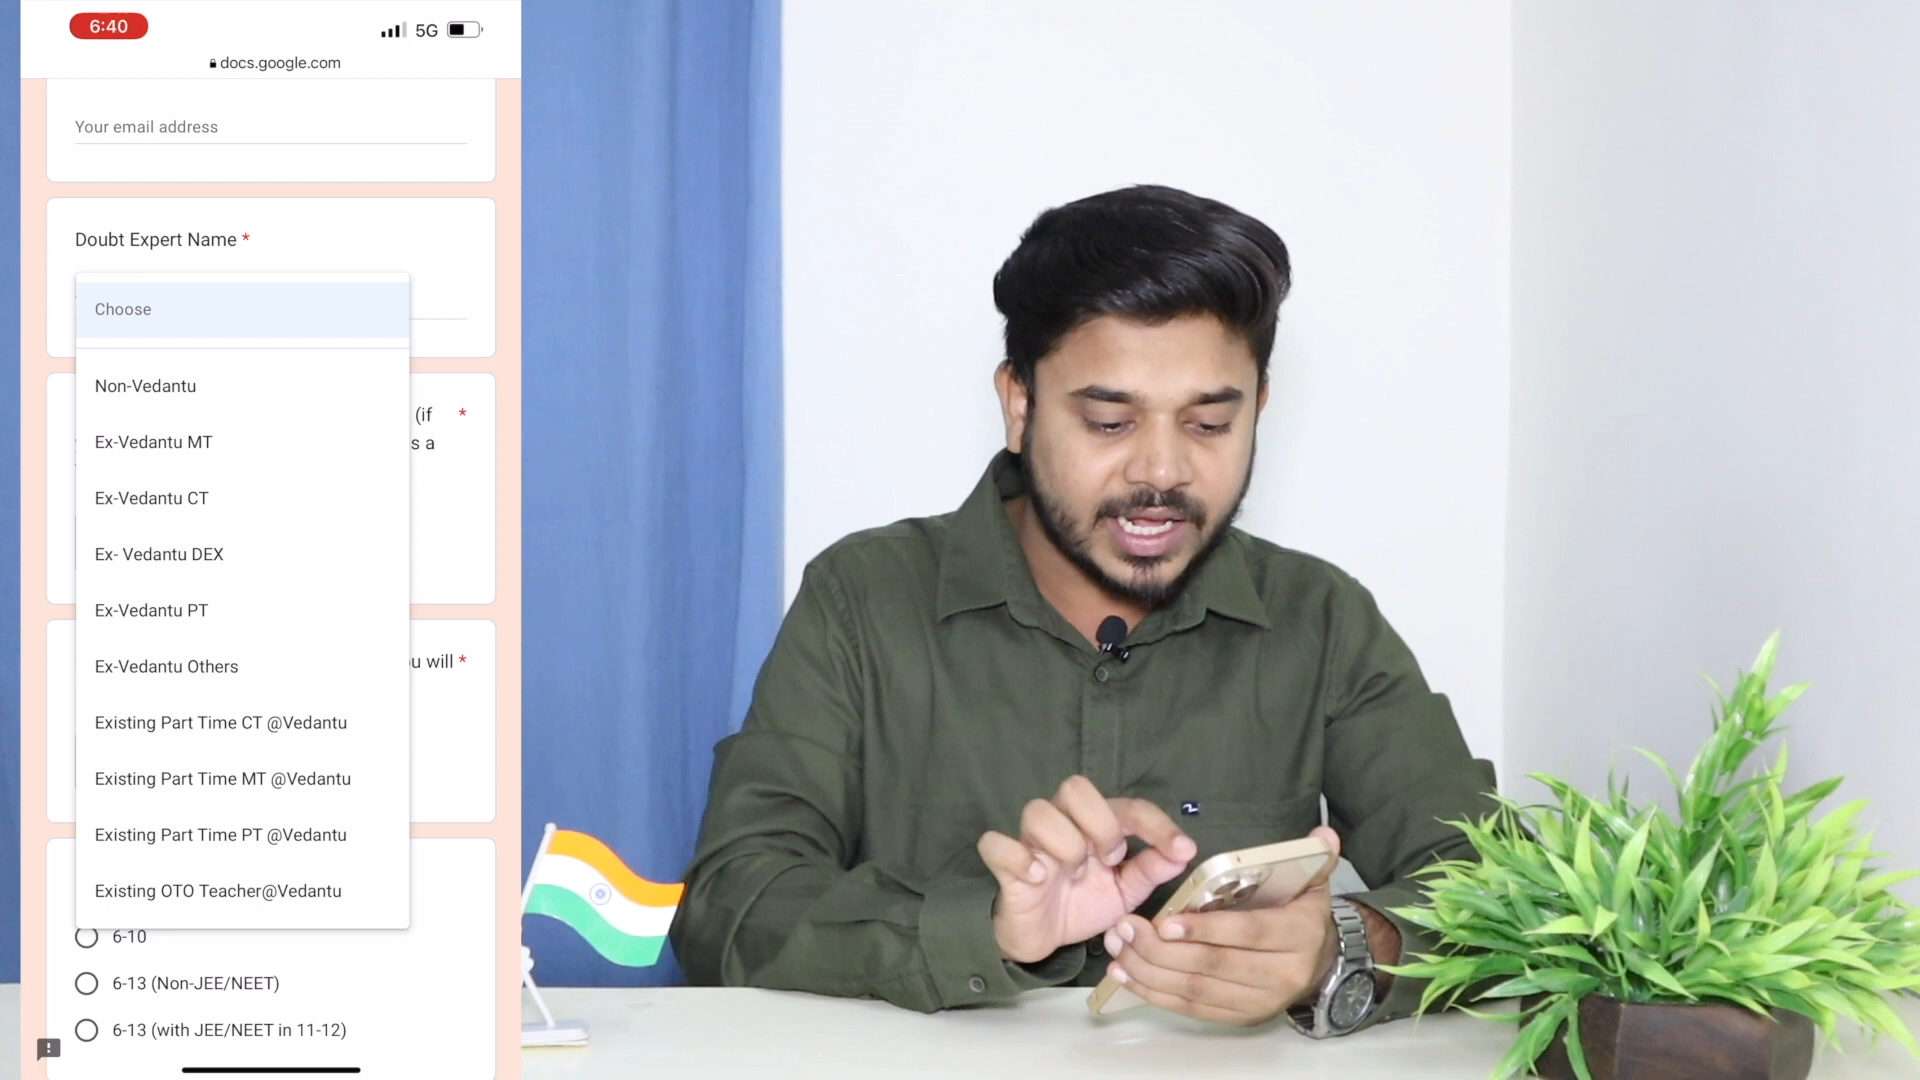 6:40
5G
docs.google.com
Your email address
Doubt Expert Name *
Choose
Non-Vedantu
(if *
Ex-Vedantu MT
s a
Ex-Vedantu CT
Ex- Vedantu DEX
Ex-Vedantu PT
Ex-Vedantu Others
u will *
Existing Part Time CT @Vedantu
Existing Part Time MT @Vedantu
Existing Part Time PT @Vedantu
Existing OTO Teacher@Vedantu
6-10
6-13 (Non-JEE/NEET)
6-13 (with JEE/NEET in 11-12)